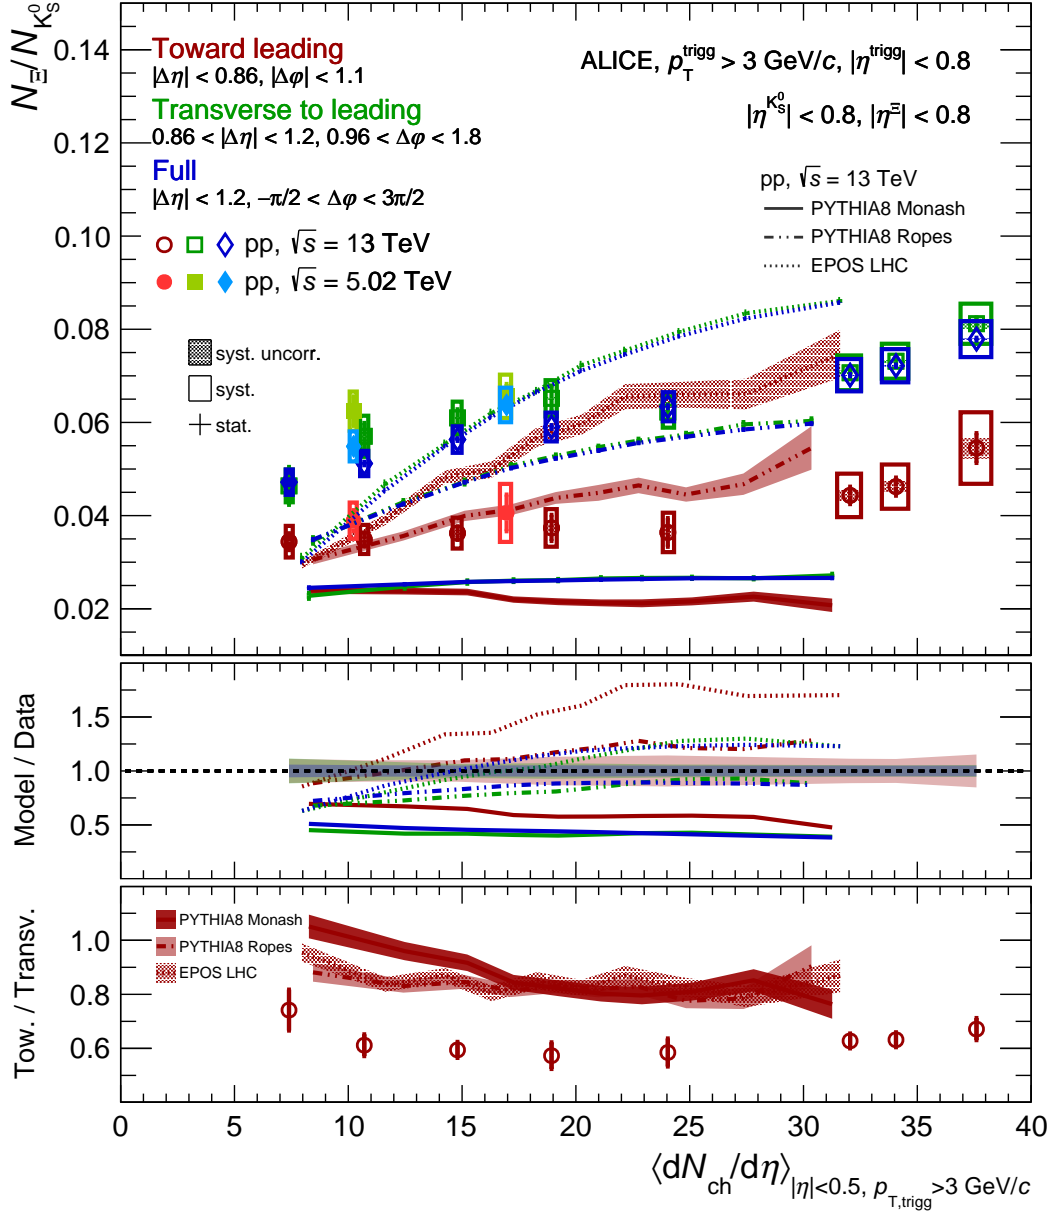 N_Ξ/N_{K^0_S}
0.14
0.12
0.10
0.08
0.06
0.04
0.02
Toward leading
|Δη| < 0.86, |Δφ| < 1.1
Transverse to leading
0.86 < |Δη| < 1.2, 0.96 < Δφ < 1.8
Full
|Δη| < 1.2, −π/2 < Δφ < 3π/2
pp, √s = 13 TeV
pp, √s = 5.02 TeV
syst. uncorr.
syst.
stat.
ALICE, p_T^trigg > 3 GeV/c, |η^trigg| < 0.8
|η^{K^0_S}| < 0.8, |η^Ξ| < 0.8
pp, √s = 13 TeV
PYTHIA8 Monash
PYTHIA8 Ropes
EPOS LHC
Model / Data
1.5
1.0
0.5
Tow. / Transv.
1.0
0.8
0.6
PYTHIA8 Monash
PYTHIA8 Ropes
EPOS LHC
0 5 10 15 20 25 30 35 40
⟨dN_ch/dη⟩_{|η|<0.5, p_{T,trigg}>3 GeV/c}